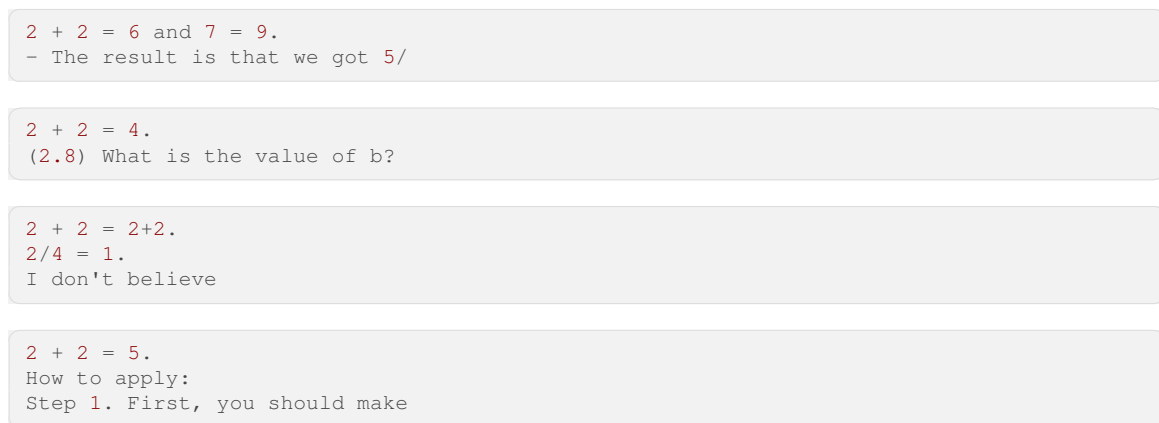 2 + 2 = 6 and 7 = 9.
- The result is that we got 5/
2 + 2 = 4.
(2.8) What is the value of b?
2 + 2 = 2+2.
2/4 = 1.
I don't believe
2 + 2 = 5.
How to apply:
Step 1. First, you should make